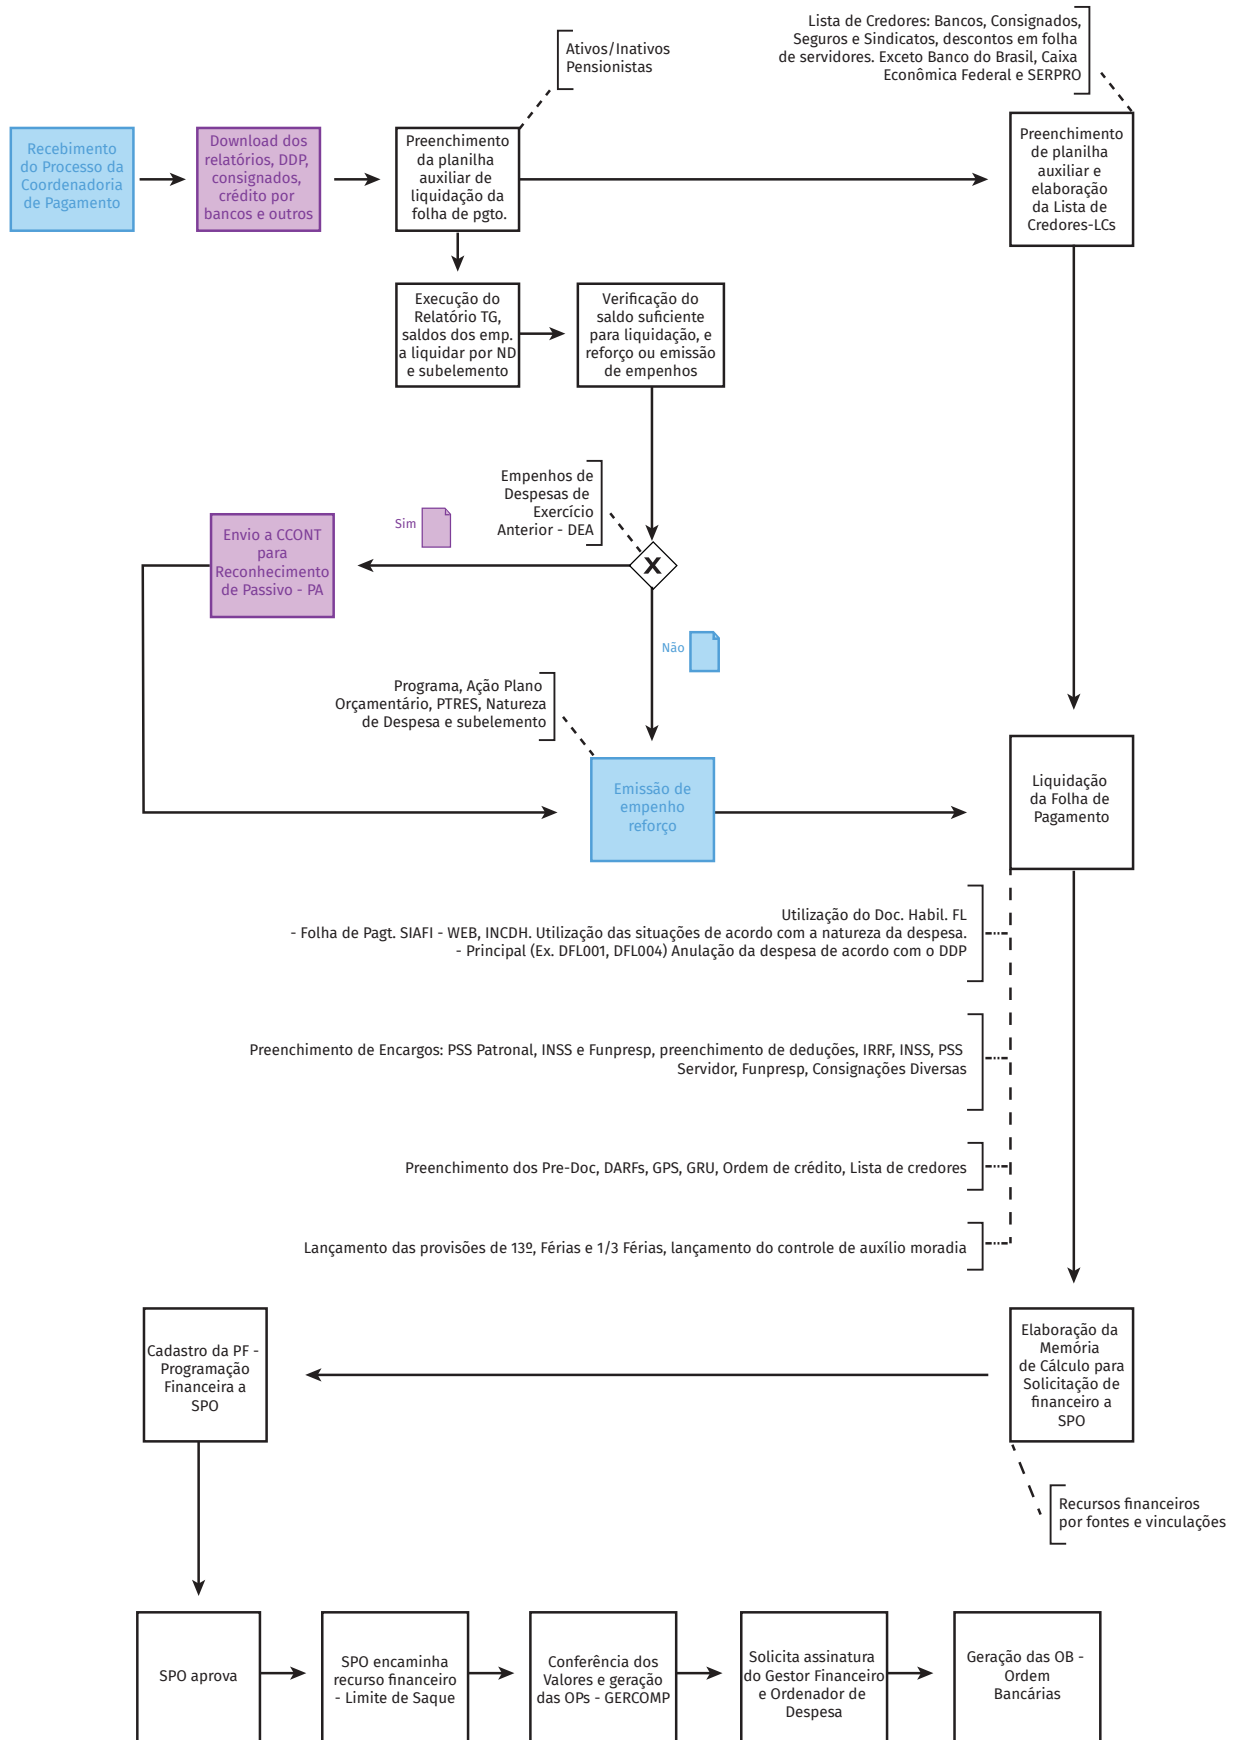 Lista de Credores: Bancos, Consignados,
Seguros e Sindicatos, descontos em folha
de servidores. Exceto Banco do Brasil, Caixa
Econômica Federal e SERPRO
Ativos/Inativos
Pensionistas
Recebimento
do Processo da
Coordenadoria
de Pagamento
Download dos
relatórios, DDP,
consignados,
crédito por
bancos e outros
Preenchimento
da planilha
auxiliar de
liquidação da
folha de pgto.
Preenchimento
de planilha
auxiliar e
elaboração
da Lista de
Credores-LCs
Execução do
Relatório TG,
saldos dos emp.
a liquidar por ND
e subelemento
Verificação do
saldo suficiente
para liquidação, e
reforço ou emissão
de empenhos
Empenhos de
Despesas de
Exercício
Anterior - DEA
Sim
X
Envio a CCONT
para
Reconhecimento
de Passivo - PA
Não
Programa, Ação Plano
Orçamentário, PTRES, Natureza
de Despesa e subelemento
Emissão de
empenho
reforço
Liquidação
da Folha de
Pagamento
Utilização do Doc. Habil. FL
- Folha de Pagt. SIAFI - WEB, INCDH. Utilização das situações de acordo com a natureza da despesa.
- Principal (Ex. DFL001, DFL004) Anulação da despesa de acordo com o DDP
Preenchimento de Encargos: PSS Patronal, INSS e Funpresp, preenchimento de deduções, IRRF, INSS, PSS
Servidor, Funpresp, Consignações Diversas
Preenchimento dos Pre-Doc, DARFs, GPS, GRU, Ordem de crédito, Lista de credores
Lançamento das provisões de 13º, Férias e 1/3 Férias, lançamento do controle de auxílio moradia
Cadastro da PF -
Programação
Financeira a
SPO
Elaboração da
Memória
de Cálculo para
Solicitação de
financeiro a
SPO
Recursos financeiros
por fontes e vinculações
SPO aprova
SPO encaminha
recurso financeiro
- Limite de Saque
Conferência dos
Valores e geração
das OPs - GERCOMP
Solicita assinatura
do Gestor Financeiro
e Ordenador de
Despesa
Geração das OB -
Ordem
Bancárias